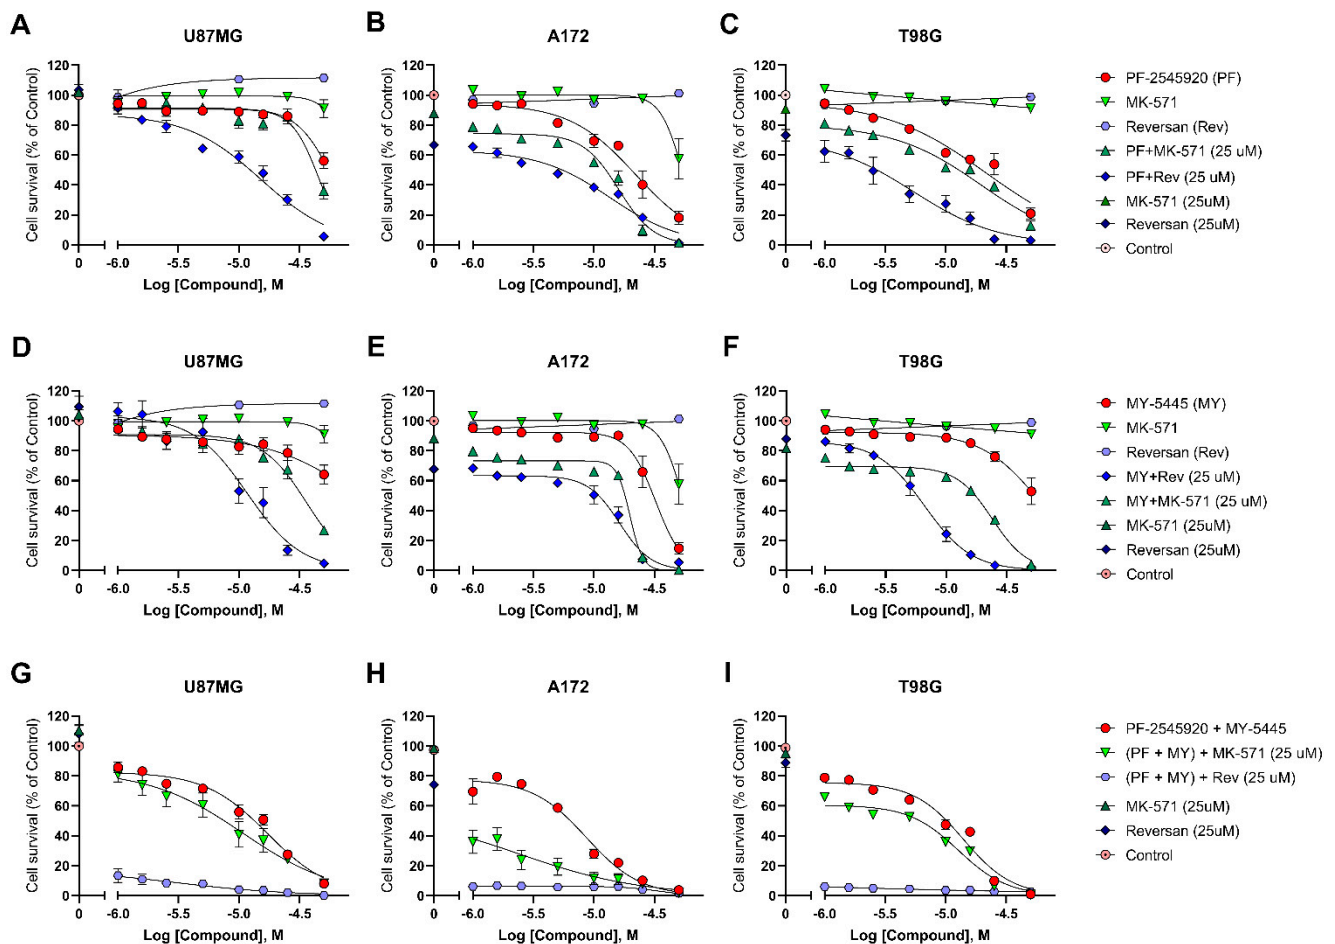 A
U87MG
B
A172
C
T98G
Cell survival (% of Control)
120
100
80
60
40
20
0
0
-6.0
-5.5
-5.0
-4.5
Log [Compound], M
Cell survival (% of Control)
120
100
80
60
40
20
0
0
-6.0
-5.5
-5.0
-4.5
Log [Compound], M
Cell survival (% of Control)
120
100
80
60
40
20
0
0
-6.0
-5.5
-5.0
-4.5
Log [Compound], M
PF-2545920 (PF)
MK-571
Reversan (Rev)
PF+MK-571 (25 uM)
PF+Rev (25 uM)
MK-571 (25uM)
Reversan (25uM)
Control
D
U87MG
E
A172
F
T98G
Cell survival (% of Control)
120
100
80
60
40
20
0
0
-6.0
-5.5
-5.0
-4.5
Log [Compound], M
Cell survival (% of Control)
120
100
80
60
40
20
0
0
-6.0
-5.5
-5.0
-4.5
Log [Compound], M
Cell survival (% of Control)
120
100
80
60
40
20
0
0
-6.0
-5.5
-5.0
-4.5
Log [Compound], M
MY-5445 (MY)
MK-571
Reversan (Rev)
MY+Rev (25 uM)
MY+MK-571 (25 uM)
MK-571 (25uM)
Reversan (25uM)
Control
G
U87MG
H
A172
I
T98G
Cell survival (% of Control)
120
100
80
60
40
20
0
0
-6.0
-5.5
-5.0
-4.5
Log [Compound], M
Cell survival (% of Control)
120
100
80
60
40
20
0
0
-6.0
-5.5
-5.0
-4.5
Log [Compound], M
Cell survival (% of Control)
120
100
80
60
40
20
0
0
-6.0
-5.5
-5.0
-4.5
Log [Compound], M
PF-2545920 + MY-5445
(PF + MY) + MK-571 (25 uM)
(PF + MY) + Rev (25 uM)
MK-571 (25uM)
Reversan (25uM)
Control